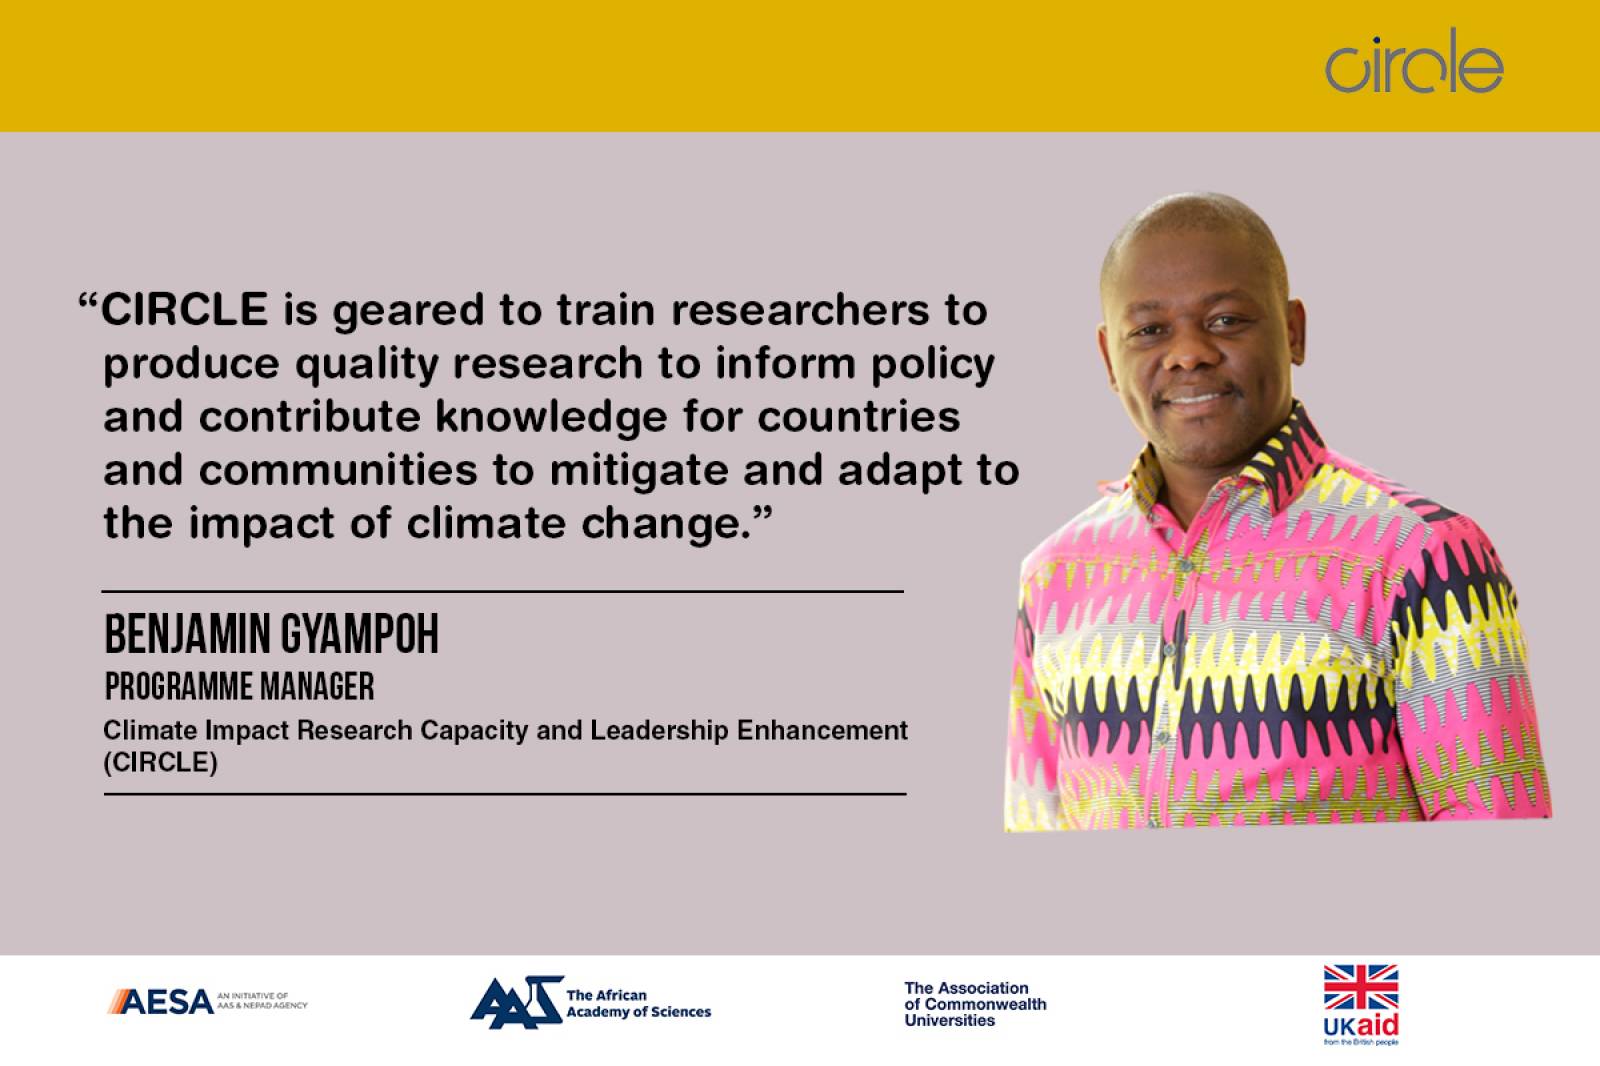 circle
“CIRCLE is geared to train researchers to
produce quality research to inform policy
and contribute knowledge for countries
and communities to mitigate and adapt to
the impact of climate change.”
BENJAMIN GYAMPOH
PROGRAMME MANAGER
Climate Impact Research Capacity and Leadership Enhancement
(CIRCLE)
AESA AN INITIATIVE OF
AAS & NEPAD AGENCY
AAS The African
Academy of Sciences
The Association
of Commonwealth
Universities
UKaid
from the British people